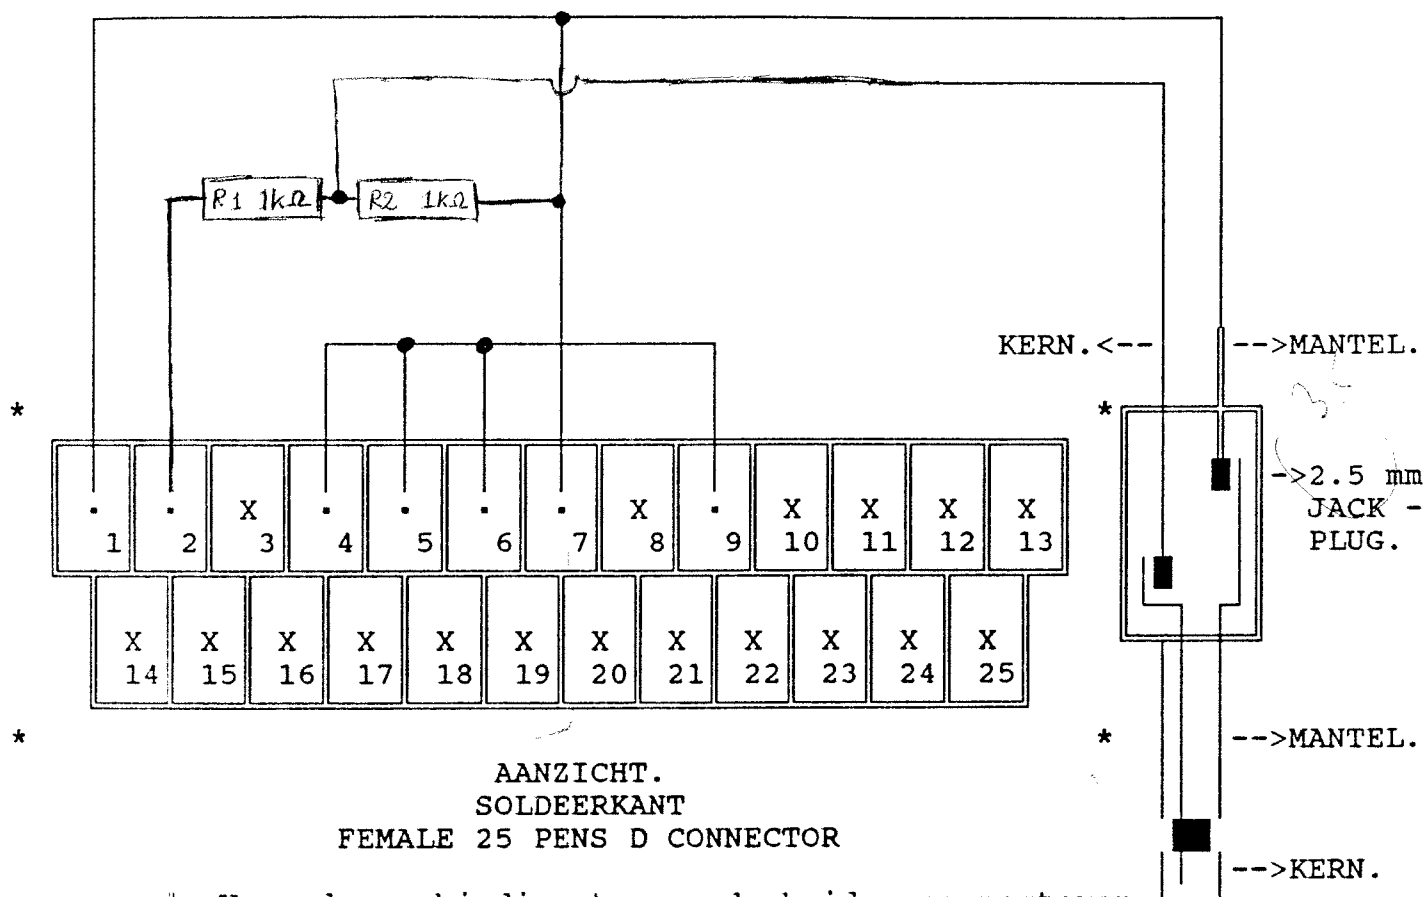 R1 1kΩ
R2 1kΩ
KERN.<-- -->MANTEL.
* *
->2.5 mm
JACK -
PLUG.
X X X X X X
1 2 3 4 5 6 7 8 9 10 11 12 13
X X X X X X X X X X X X
14 15 16 17 18 19 20 21 22 23 24 25
* * -->MANTEL.
AANZICHT.
SOLDEERKANT
FEMALE 25 PENS D CONNECTOR
-->KERN.